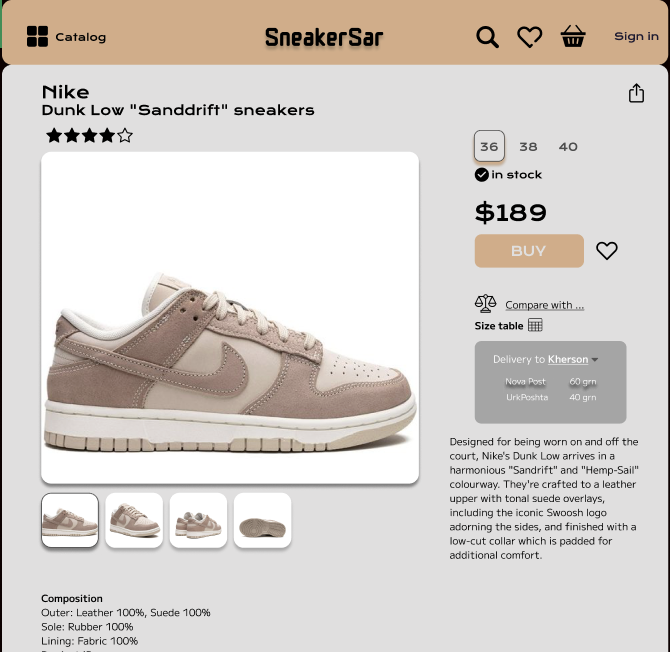 Catalog
SneakerSar
Sign in
Nike
Dunk Low "Sanddrift" sneakers
36 38 40
in stock
$189
BUY
Compare with ...
Size table
Delivery to Kherson
Nova Post 60 grn
UrkPoshta 40 grn
Designed for being worn on and off the
court, Nike's Dunk Low arrives in a
harmonious "Sandrift" and "Hemp-Sail"
colourway. They're crafted to a leather
upper with tonal suede overlays,
including the iconic Swoosh logo
adorning the sides, and finished with a
low-cut collar which is padded for
additional comfort.
Composition
Outer: Leather 100%, Suede 100%
Sole: Rubber 100%
Lining: Fabric 100%